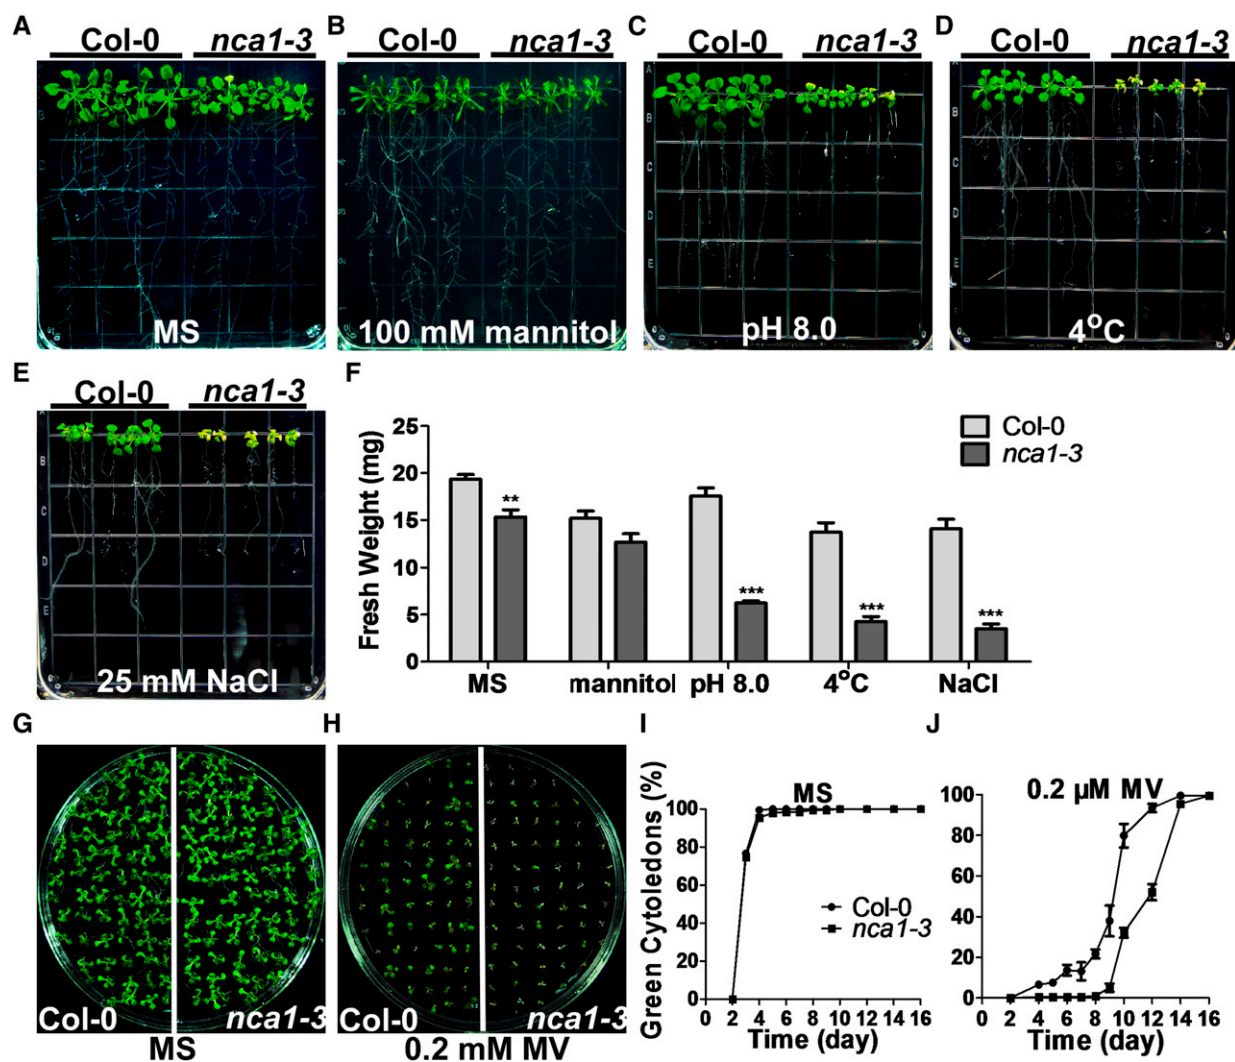 A
Col-0 nca1-3
MS
B
Col-0 nca1-3
100 mM mannitol
C
Col-0 nca1-3
A
B
C
D
E
pH 8.0
D
Col-0 nca1-3
A
B
C
D
E
4°C
E
Col-0 nca1-3
B
C
D
E
25 mM NaCl
F
Fresh Weight (mg)
25
20
15
10
5
0
Col-0
nca1-3
** *** *** ***
MS mannitol pH 8.0 4°C NaCl
G
Col-0 nca1-3
MS
H
Col-0 nca1-3
0.2 mM MV
I
Green Cytoledons (%)
MS
100
80
60
40
20
0
Col-0
nca1-3
0 2 4 6 8 10 12 14 16
Time (day)
J
0.2 µM MV
100
80
60
40
20
0
0 2 4 6 8 10 12 14 16
Time (day)